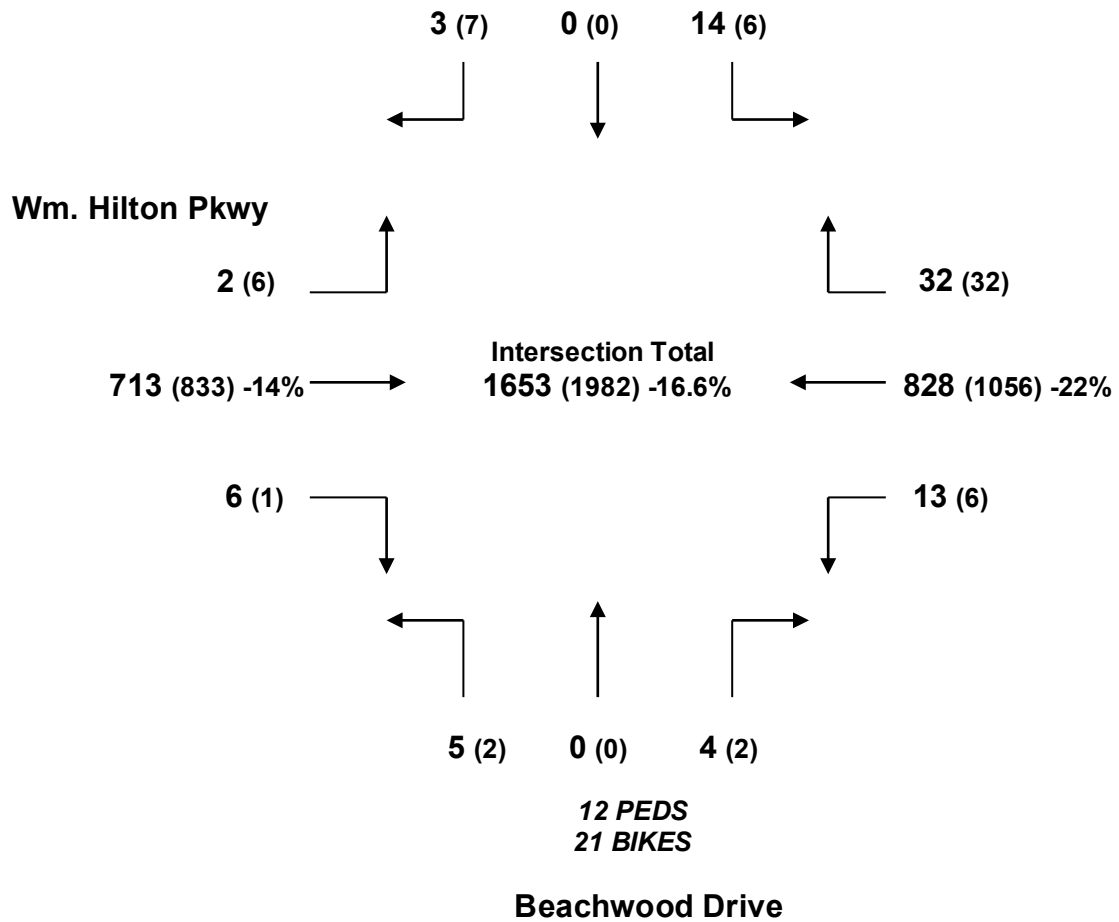 3 (7) 0 (0) 14 (6)
Wm. Hilton Pkwy
2 (6) 32 (32)
Intersection Total
713 (833) -14% 1653 (1982) -16.6% 828 (1056) -22%
6 (1) 13 (6)
5 (2) 0 (0) 4 (2)
12 PEDS
21 BIKES
Beachwood Drive